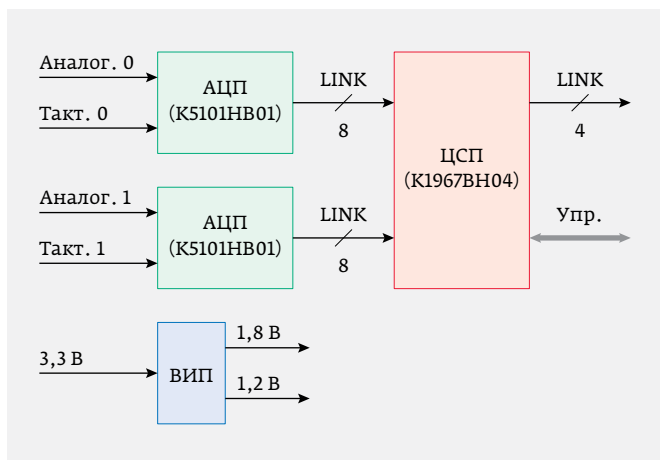 Аналог. 0
Такт. 0
АЦП
(К5101НВ01)
LINK
8
ЦСП
(К1967ВН04)
LINK
4
Аналог. 1
Такт. 1
АЦП
(К5101НВ01)
LINK
8
Упр.
3,3 В
ВИП
1,8 В
1,2 В